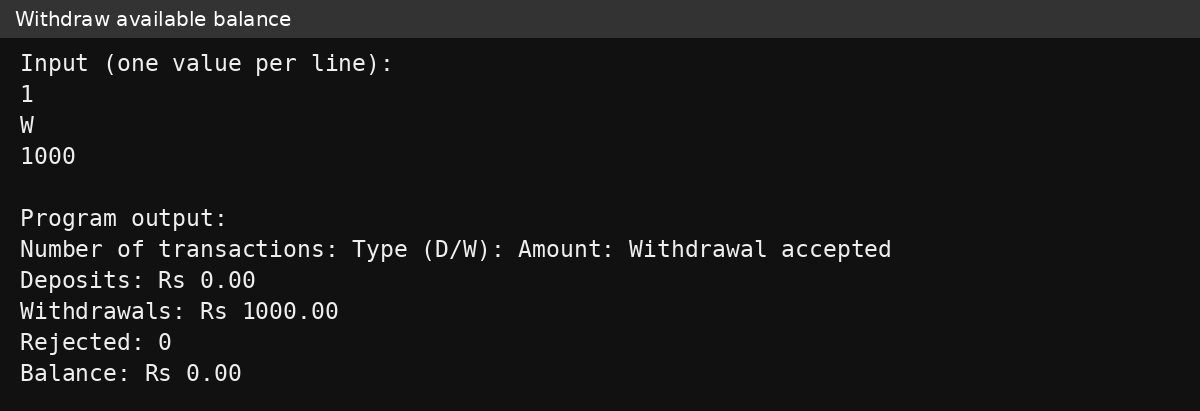 Withdraw available balance
Input (one value per line):
1
W
1000
Program output:
Number of transactions: Type (D/W): Amount: Withdrawal accepted
Deposits: Rs 0.00
Withdrawals: Rs 1000.00
Rejected: 0
Balance: Rs 0.00